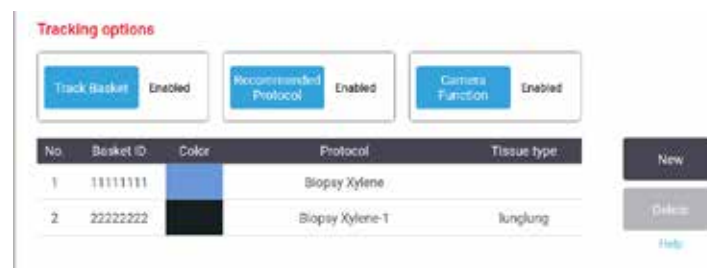 Tracking options
Track Basket Enabled
Recommended Protocol Enabled
Camera Function Enabled
No. Basket ID Color Protocol Tissue type
New
1 11111111 Biopsy Xylene
2 22222222 Biopsy Xylene-1 lunglung
Delete
Help